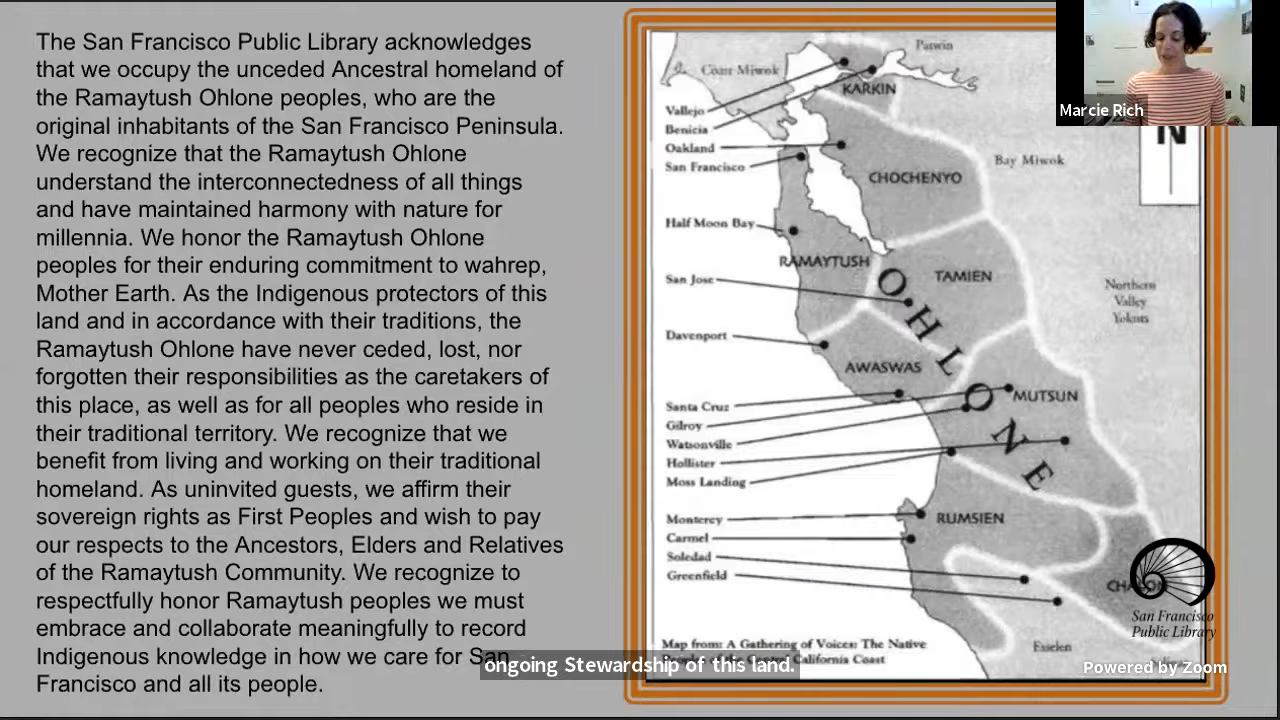 The San Francisco Public Library acknowledges
that we occupy the unceded Ancestral homeland of
the Ramaytush Ohlone peoples, who are the
original inhabitants of the San Francisco Peninsula.
We recognize that the Ramaytush Ohlone
understand the interconnectedness of all things
and have maintained harmony with nature for
millennia. We honor the Ramaytush Ohlone
peoples for their enduring commitment to wahrep,
Mother Earth. As the Indigenous protectors of this
land and in accordance with their traditions, the
Ramaytush Ohlone have never ceded, lost, nor
forgotten their responsibilities as the caretakers of
this place, as well as for all peoples who reside in
their traditional territory. We recognize that we
benefit from living and working on their traditional
homeland. As uninvited guests, we affirm their
sovereign rights as First Peoples and wish to pay
our respects to the Ancestors, Elders and Relatives
of the Ramaytush Community. We recognize to
respectfully honor Ramaytush peoples we must
embrace and collaborate meaningfully to record
Indigenous knowledge in how we care for San
Francisco and all its people.
Patwin
Coast Miwok
KARKIN
Vallejo
Benicia
Oakland
San Francisco
Bay Miwok
CHOCHENYO
Half Moon Bay
RAMAYTUSH
TAMIEN
San Jose
Northern
Valley
Yokuts
OHLONE
Davenport
AWASWAS
MUTSUN
Santa Cruz
Gilroy
Watsonville
Hollister
Moss Landing
Monterey
RUMSIEN
Carmel
Soledad
Greenfield
Esselen
Map from: A Gathering of Voices: The Native
California Coast
N
Marcie Rich
San Francisco
Public Library
ongoing Stewardship of this land.
Powered by Zoom